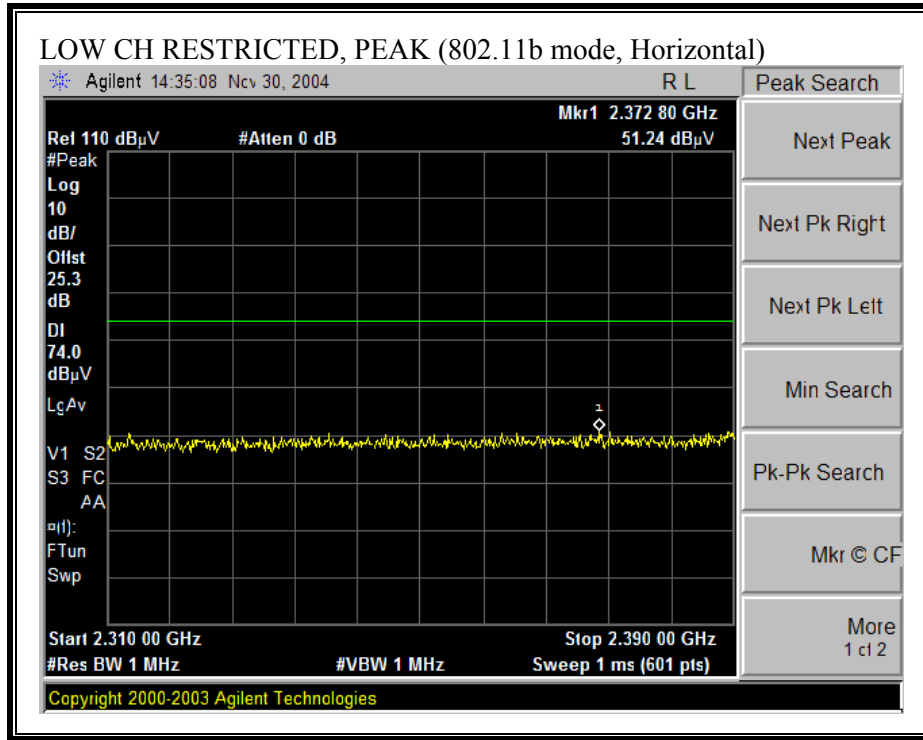 LOW CH RESTRICTED, PEAK (802.11b mode, Horizontal)
Agilent 14:35:08 Nov 30, 2004 R L
Peak Search
Mkr1 2.372 80 GHz
Ref 110 dBµV #Atten 0 dB 51.24 dBµV
#Peak
Log
10
dB/
Offst
25.3
dB
DI
74.0
dBµV
LgAv
1
V1 S2
S3 FC
AA
¤(f):
FTun
Swp
Start 2.310 00 GHz Stop 2.390 00 GHz
#Res BW 1 MHz #VBW 1 MHz Sweep 1 ms (601 pts)
Copyright 2000-2003 Agilent Technologies
Next Peak
Next Pk Right
Next Pk Left
Min Search
Pk-Pk Search
Mkr © CF
More
1 of 2